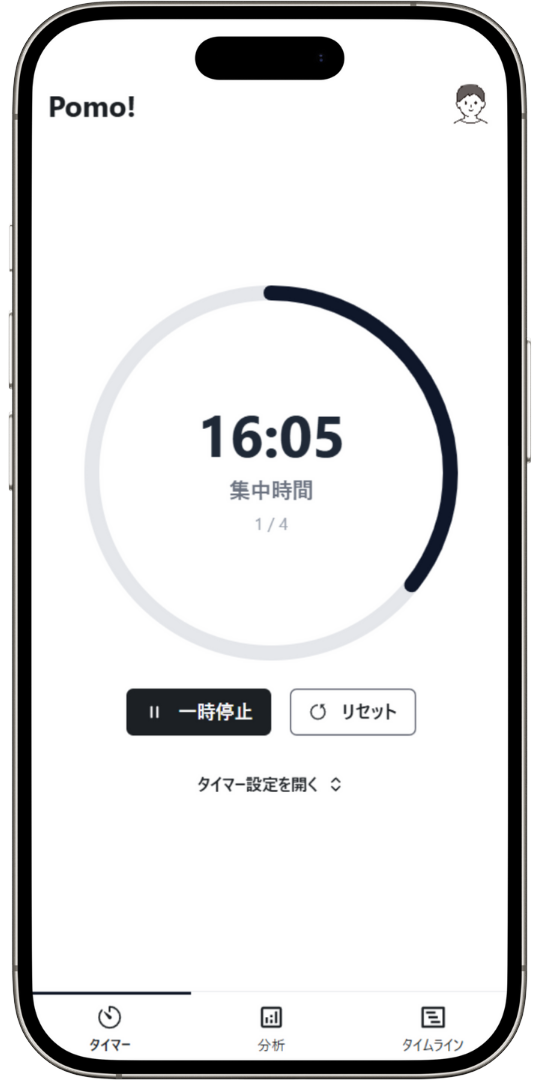 Pomo!
16:05
集中時間
1 / 4
一時停止
リセット
タイマー設定を開く
タイマー
分析
タイムライン